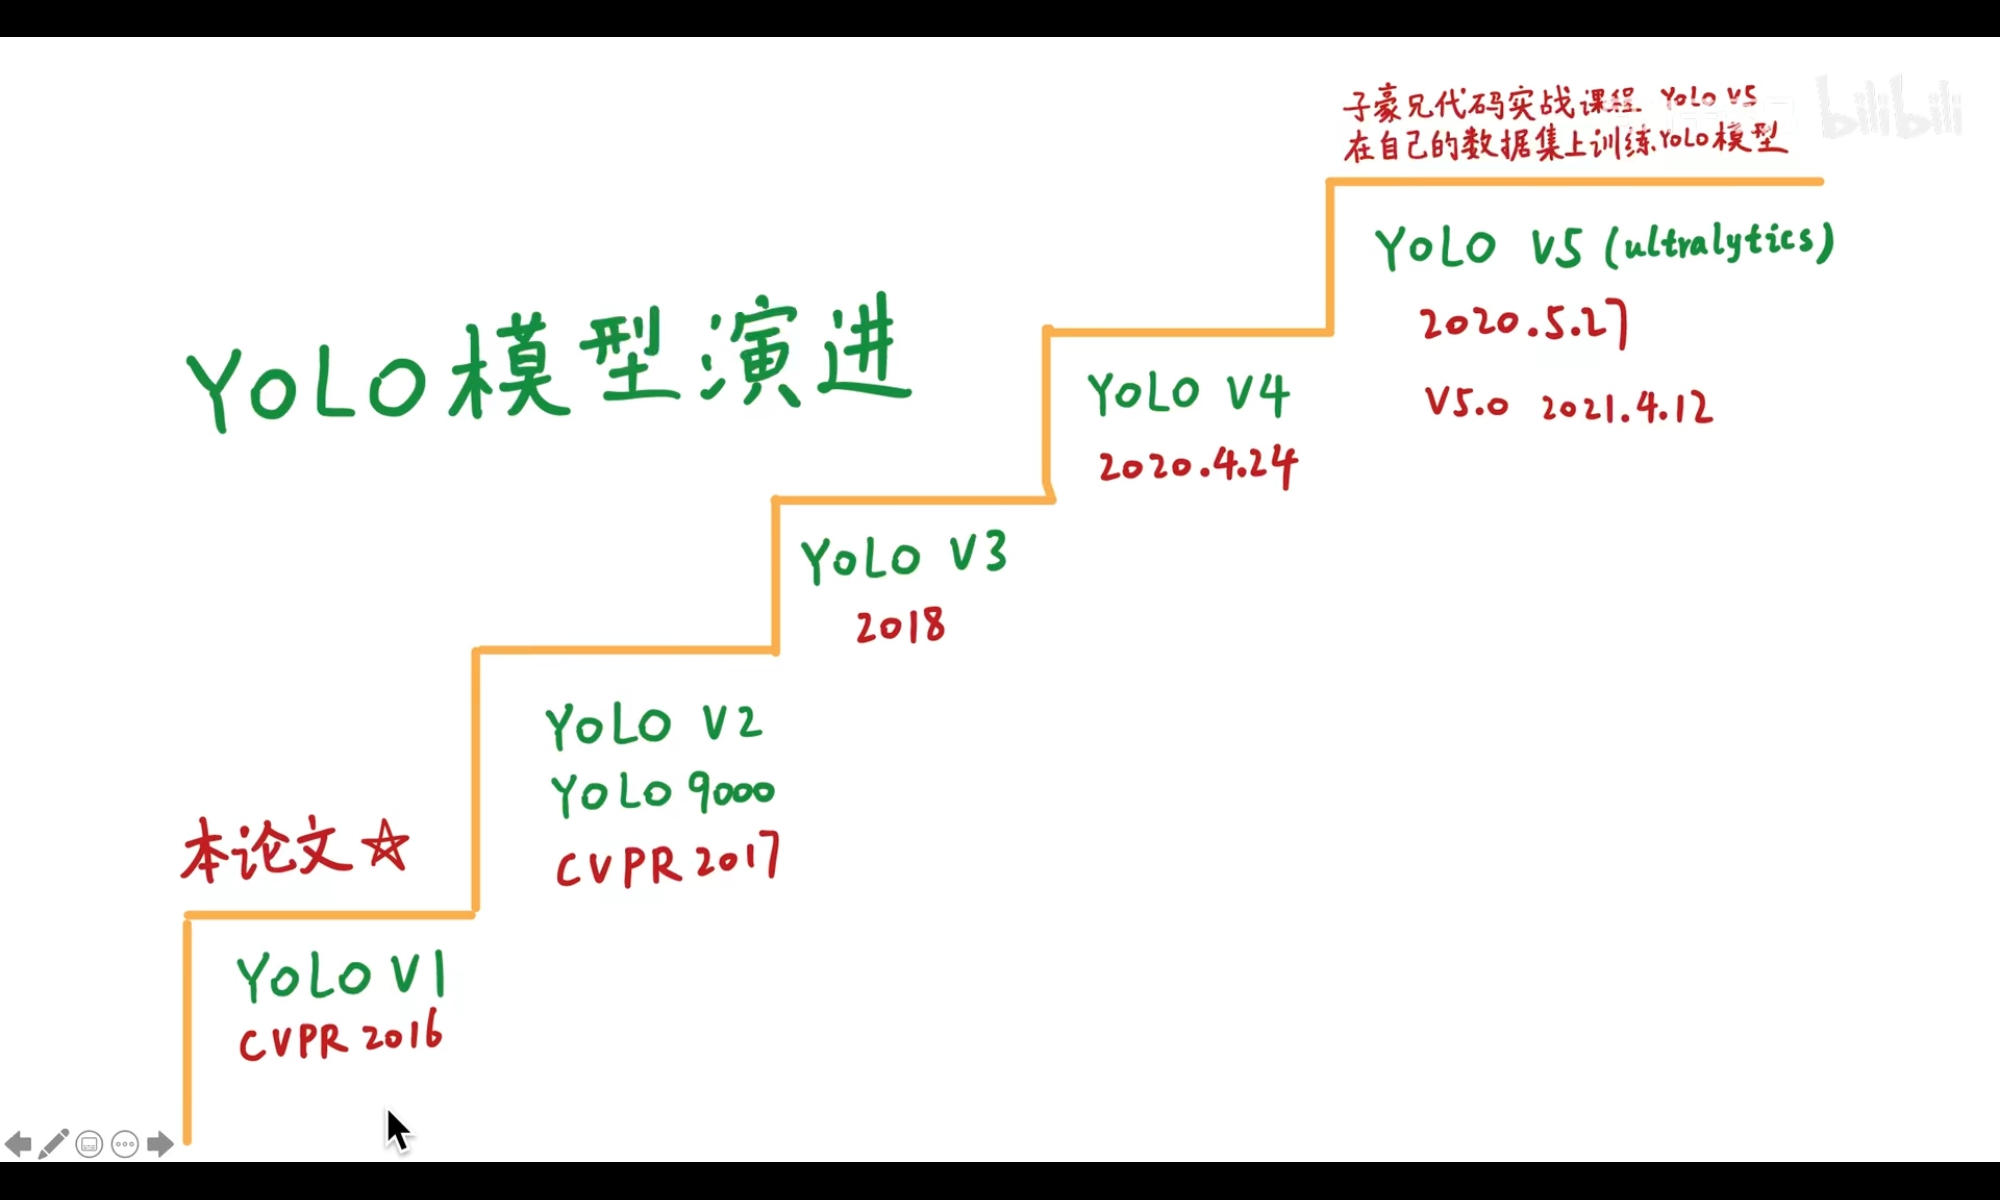 子豪兄代码实战课程 YOLO V5
在自己的数据集上训练YOLO模型
bilibili
YOLO模型演进
YOLO V5 (ultralytics)
2020.5.27
V5.0 2021.4.12
YOLO V4
2020.4.24
YOLO V3
2018
YOLO V2
YOLO 9000
CVPR 2017
本论文☆
YOLO V1
CVPR 2016